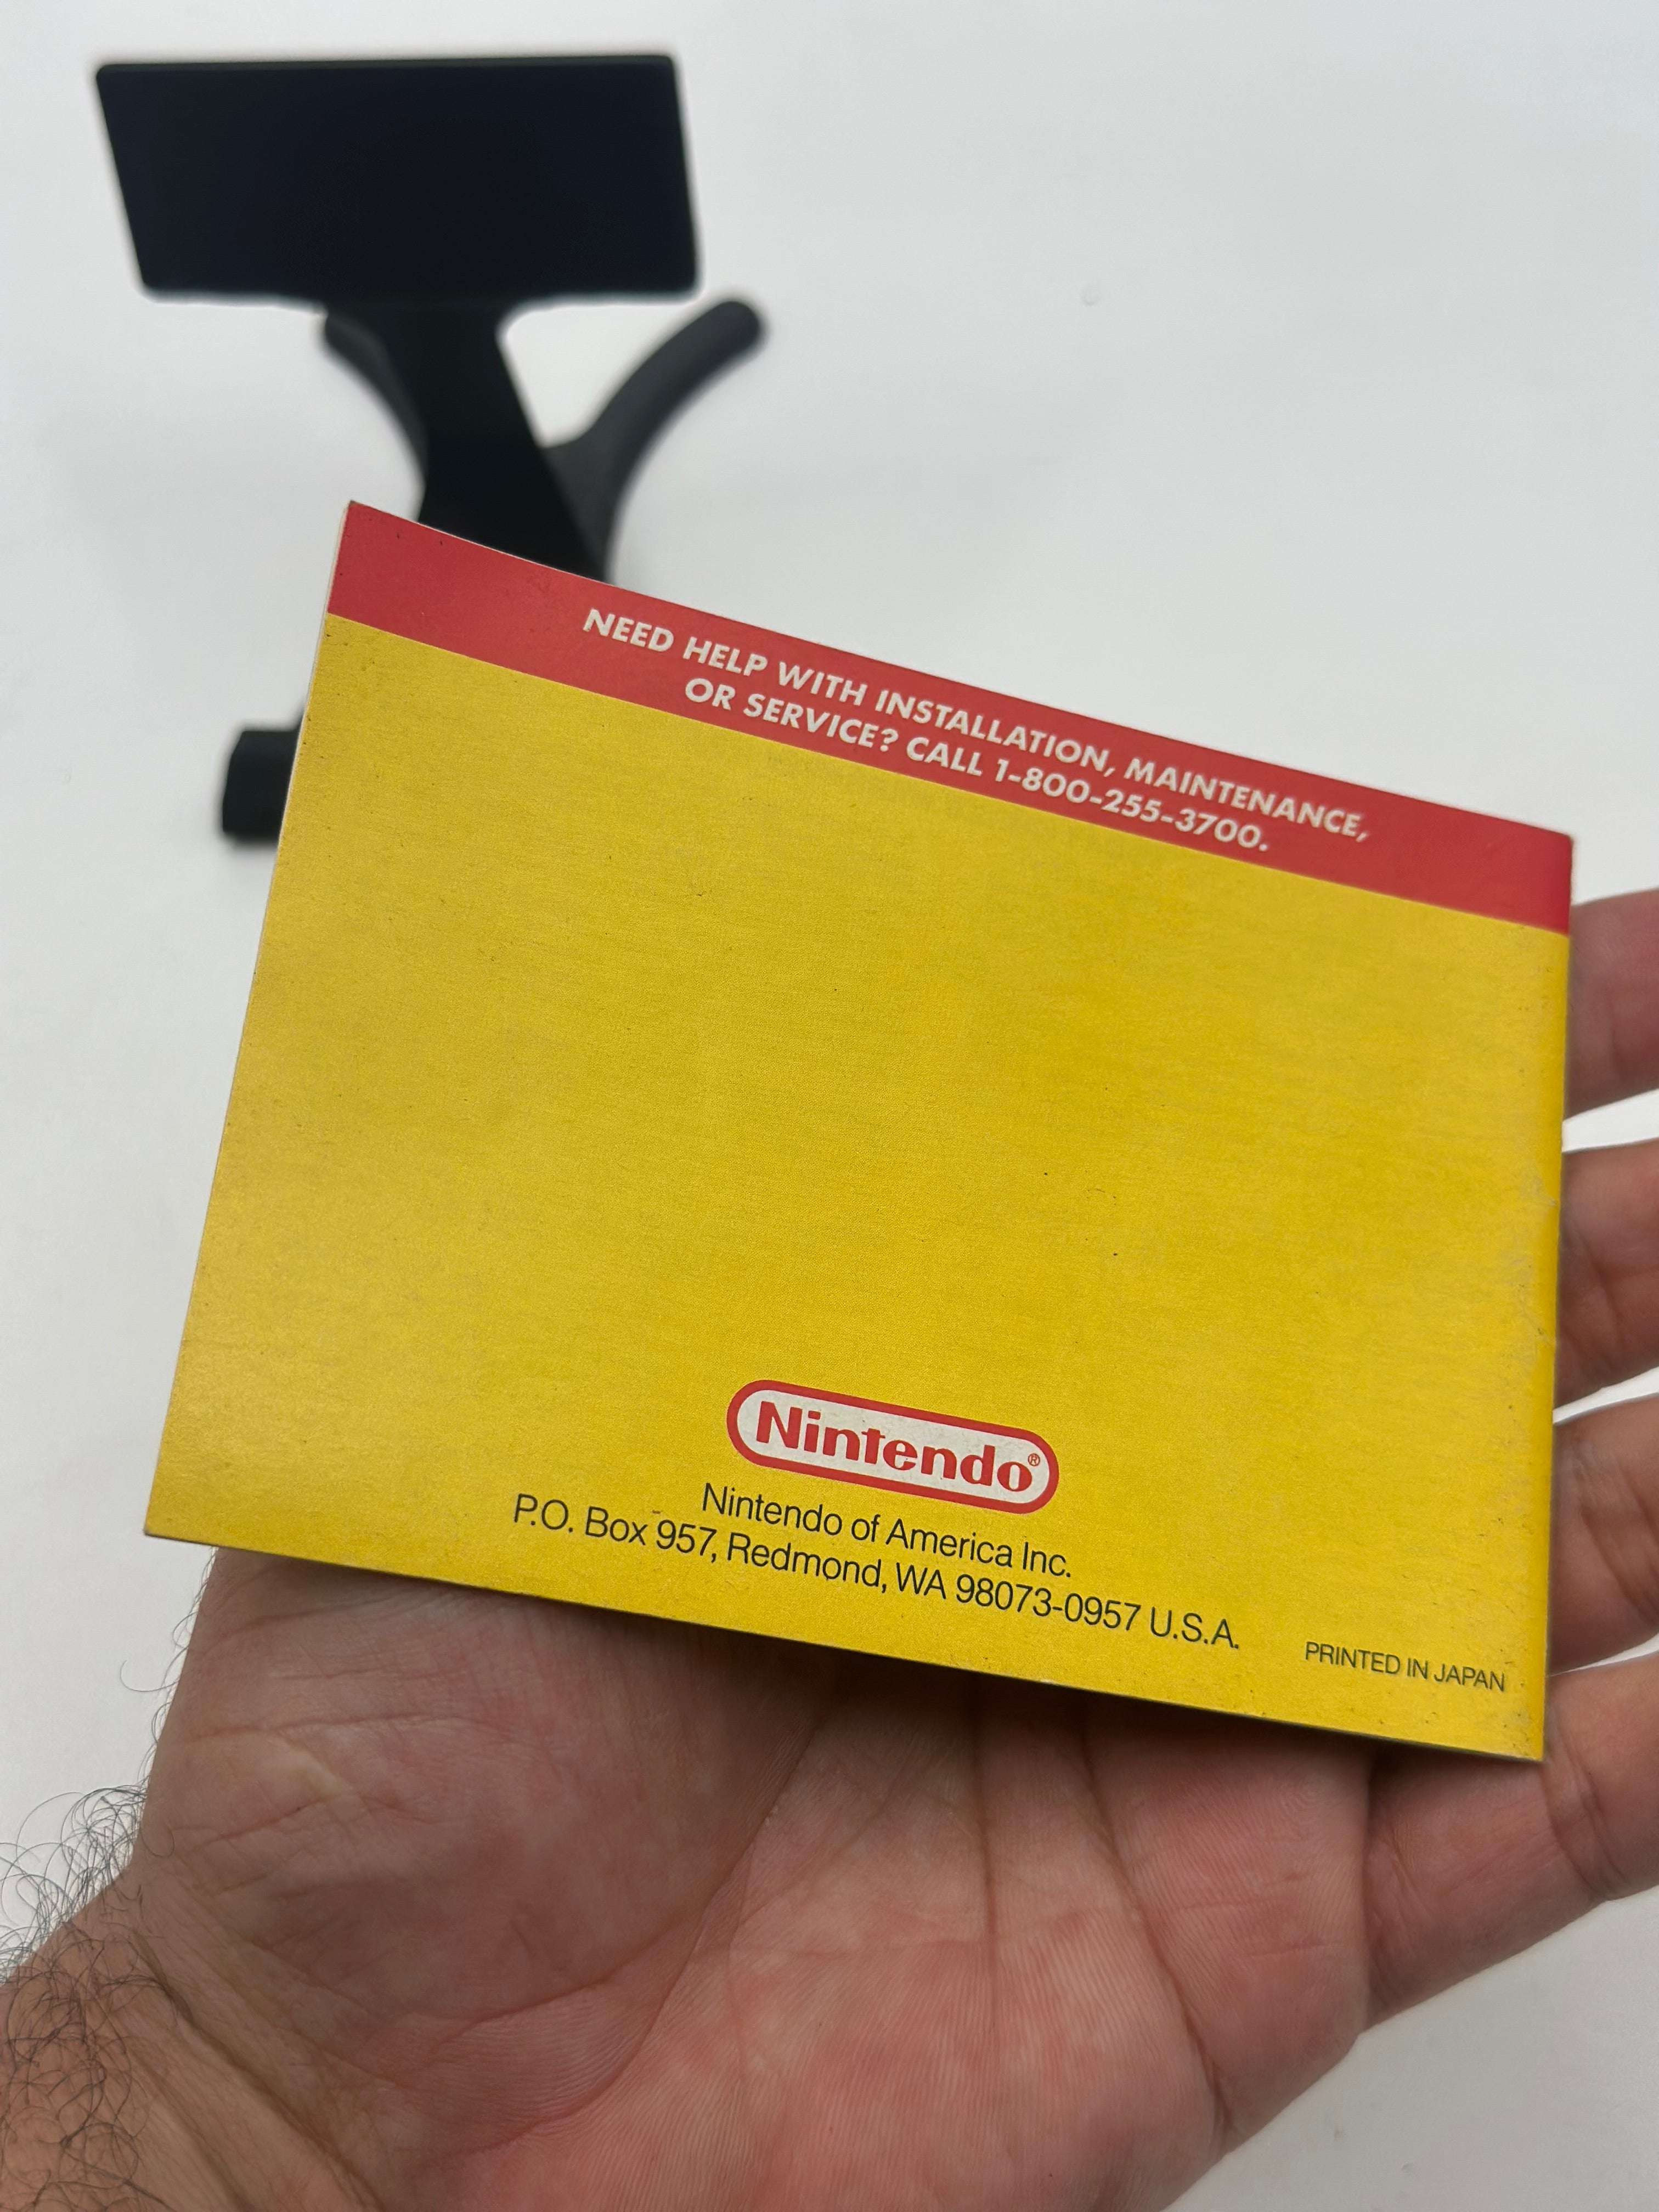 NEED HELP WITH INSTALLATION, MAINTENANCE,
OR SERVICE? CALL 1-800-255-3700.
Nintendo®
Nintendo of America Inc.
P.O. Box 957, Redmond, WA 98073-0957 U.S.A.
PRINTED IN JAPAN